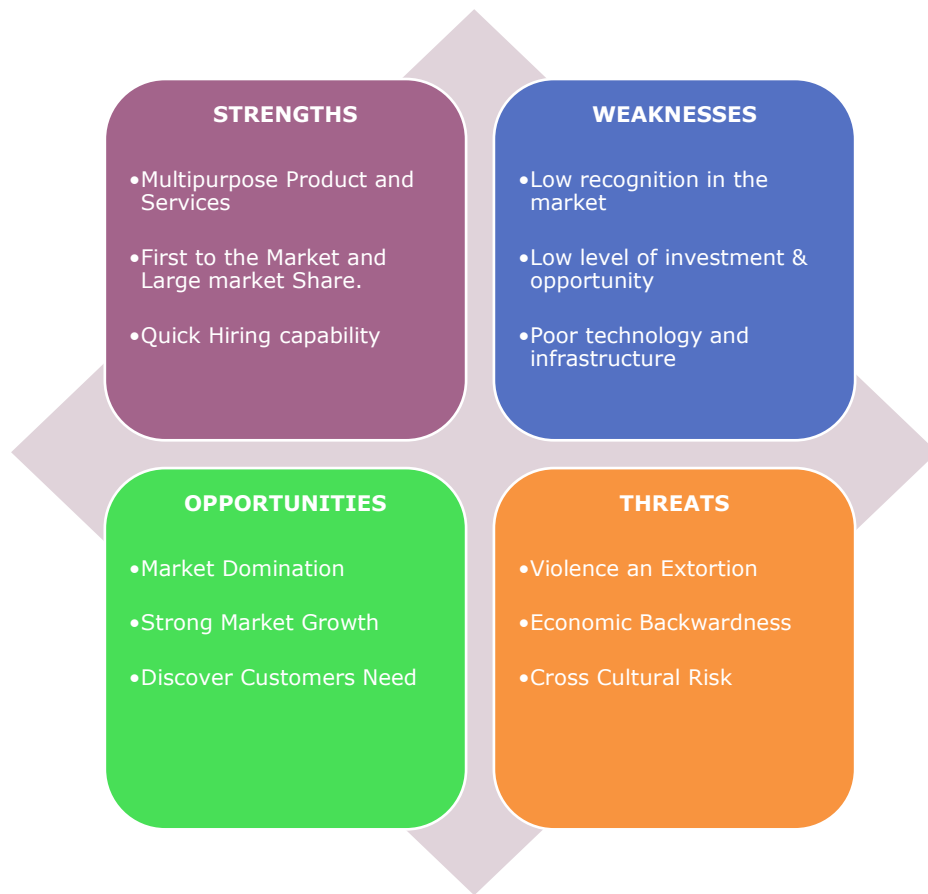 STRENGTHS
•Multipurpose Product and
Services
•First to the Market and
Large market Share.
•Quick Hiring capability
WEAKNESSES
•Low recognition in the
market
•Low level of investment &
opportunity
•Poor technology and
infrastructure
OPPORTUNITIES
•Market Domination
•Strong Market Growth
•Discover Customers Need
THREATS
•Violence an Extortion
•Economic Backwardness
•Cross Cultural Risk